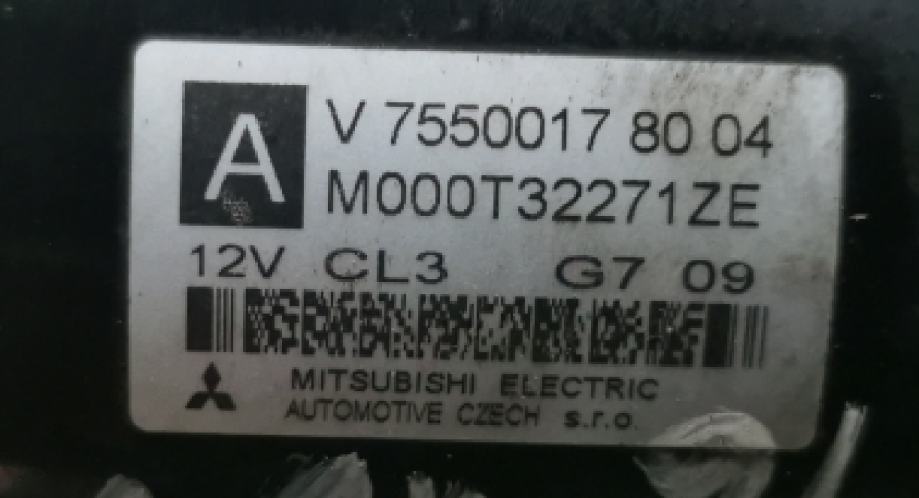 A
V 7550017 80 04
M000T32271ZE
12V CL3 G7 09
MITSUBISHI ELECTRIC
AUTOMOTIVE CZECH s.r.o.